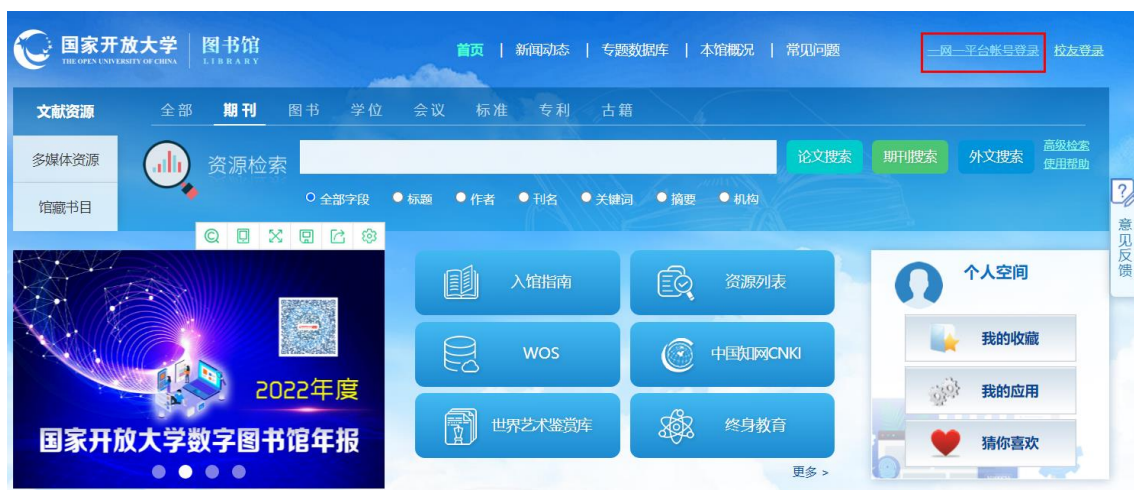 国家开放大学
THE OPEN UNIVERSITY OF CHINA
图书馆
LIBRARY
首页 | 新闻动态 | 专题数据库 | 本馆概况 | 常见问题
一网一平台帐号登录
校友登录
文献资源
多媒体资源
馆藏书目
全部 期刊 图书 学位 会议 标准 专利 古籍
资源检索
论文搜索
期刊搜索
外文搜索
高级检索
使用帮助
全部字段 标题 作者 刊名 关键词 摘要 机构
意见反馈
2022年度
国家开放大学数字图书馆年报
入馆指南
资源列表
WOS
中国知网CNKI
世界艺术鉴赏库
终身教育
更多 >
个人空间
我的收藏
我的应用
猜你喜欢